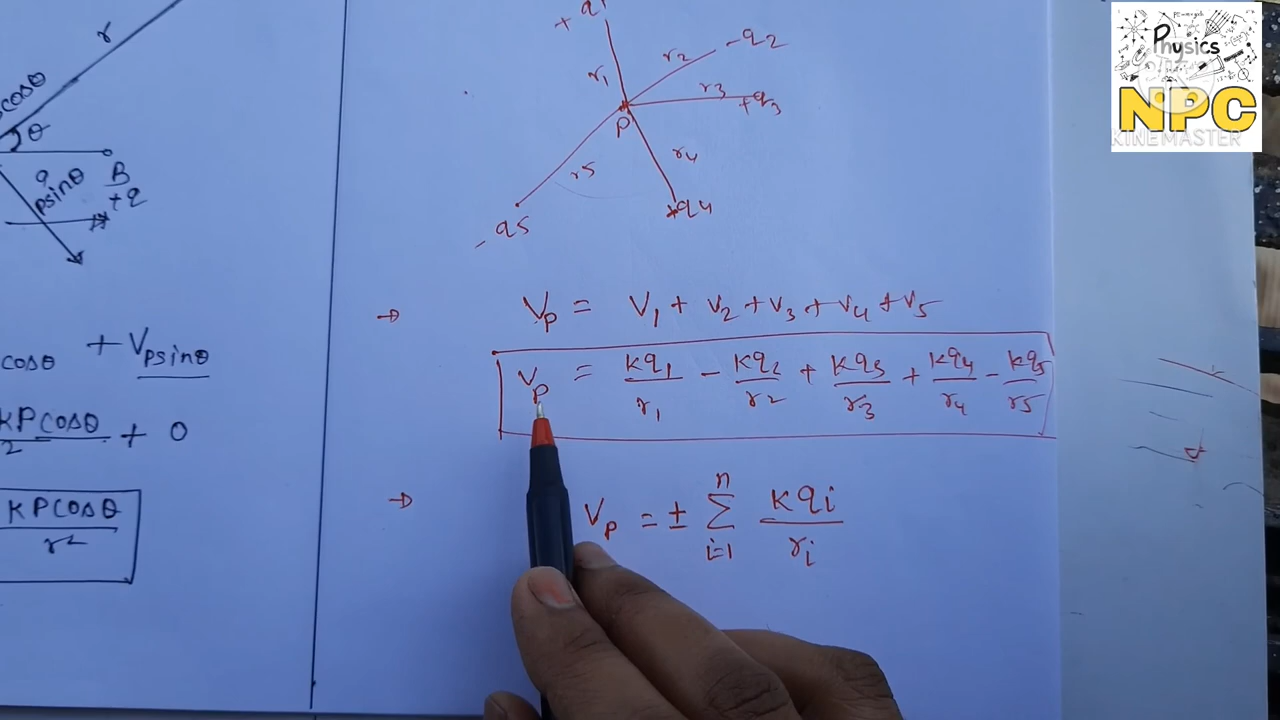 r
cosθ
θ
q
B
psinθ
+q
+ Vpsinθ
cosθ
KPcosθ
2
+ 0
KPcosθ
r²
+ q1
r1
r2
-q2
r3
+q3
P
r4
r5
q4
- q5
→ Vp = V1 + V2 + V3 + V4 + V5
Vp = Kq1/r1 - Kq2/r2 + Kq3/r3 + Kq4/r4 - Kq5/r5
→ Vp = ± Σ i=1 n Kqi/ri
Physics
NPC
KINEMASTER